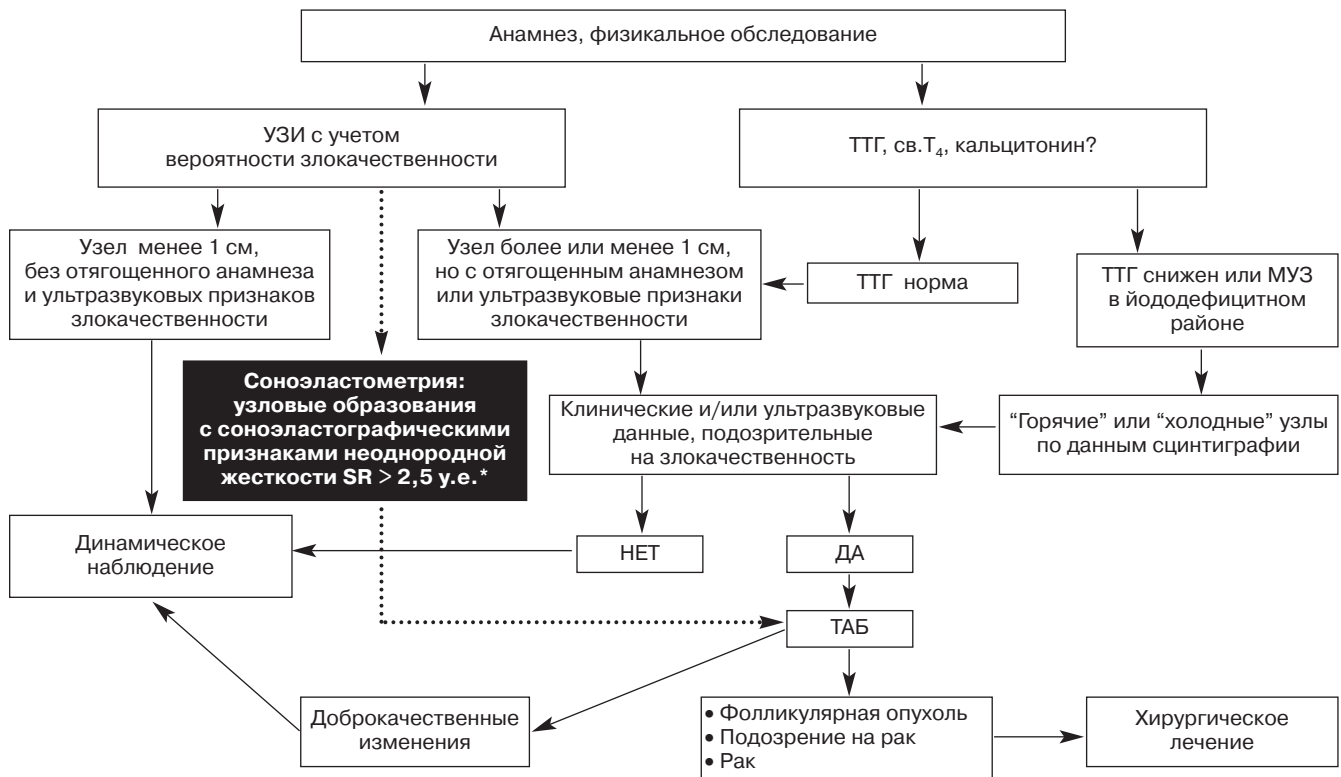 Анамнез, физикальное обследование
УЗИ с учетом
вероятности злокачественности
ТТГ, св.Т₄, кальцитонин?
Узел менее 1 см,
без отягощенного анамнеза
и ультразвуковых признаков
злокачественности
Узел более или менее 1 см,
но с отягощенным анамнезом
или ультразвуковые признаки
злокачественности
ТТГ норма
ТТГ снижен или МУЗ
в йододефицитном
районе
Соноэластометрия:
узловые образования
с соноэластографическими
признаками неоднородной
жесткости SR > 2,5 у.е.*
Клинические и/или ультразвуковые
данные, подозрительные
на злокачественность
“Горячие” или “холодные” узлы
по данным сцинтиграфии
Динамическое
наблюдение
НЕТ
ДА
ТАБ
Доброкачественные
изменения
• Фолликулярная опухоль
• Подозрение на рак
• Рак
Хирургическое
лечение